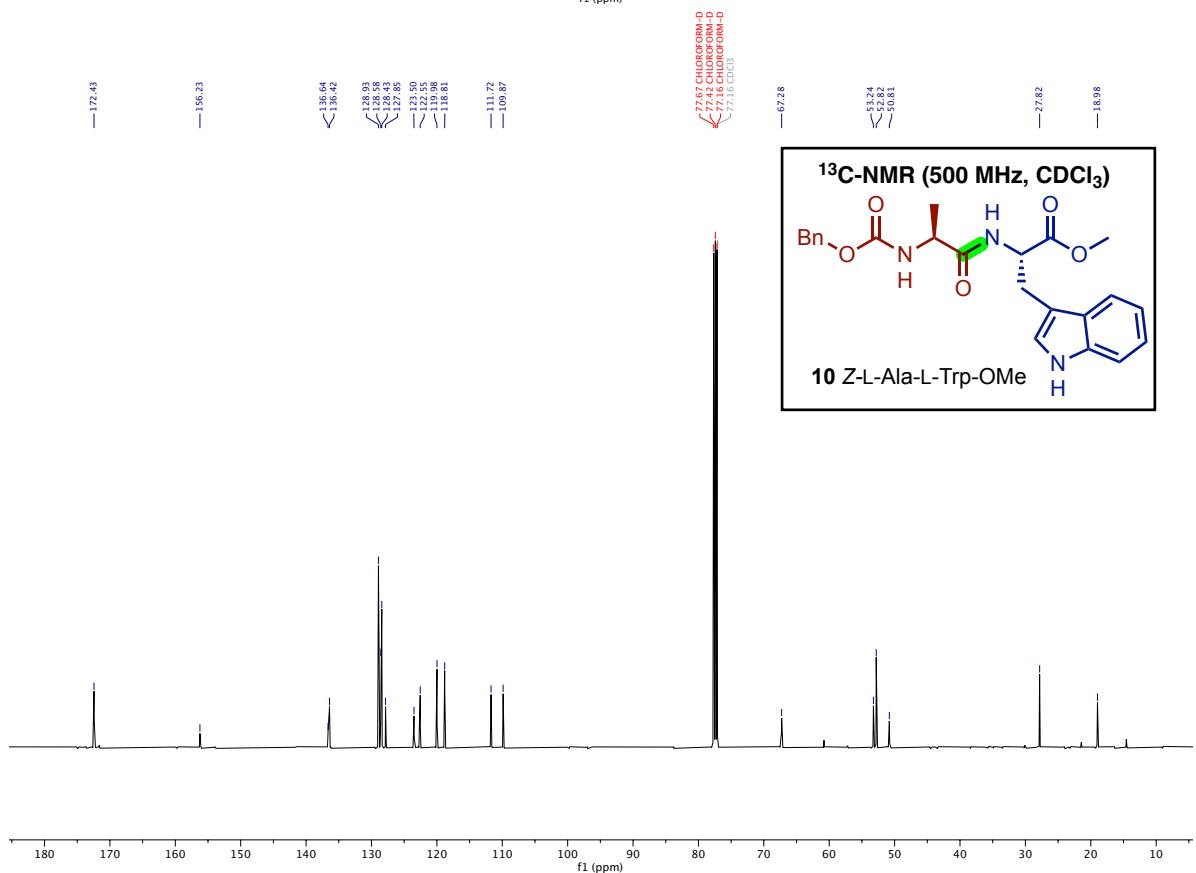 f1 (ppm)
172.43
156.23
136.64
136.42
128.93
128.58
128.43
127.85
123.50
122.55
119.98
118.81
111.72
109.87
77.67 CHLOROFORM-D
77.42 CHLOROFORM-D
77.16 CHLOROFORM-D
77.16 CDCl3
67.28
53.24
52.82
50.81
27.82
18.98
¹³C-NMR (500 MHz, CDCl₃)
H
O
O
N
Bn
O
N
O
H
O
N
H
10 Z-L-Ala-L-Trp-OMe
180 170 160 150 140 130 120 110 100 90 80 70 60 50 40 30 20 10
f1 (ppm)